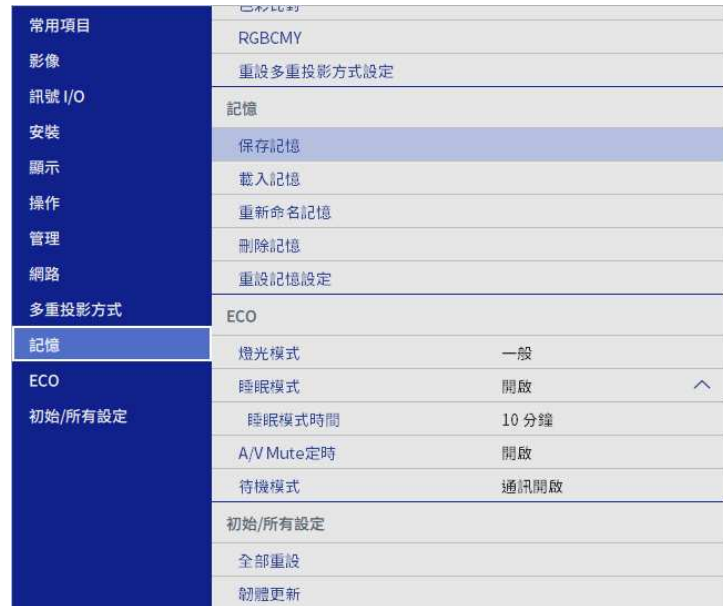 常用項目
影像
訊號 I/O
安裝
顯示
操作
管理
網路
多重投影方式
記憶
ECO
初始/所有設定
RGBCMY
重設多重投影方式設定
記憶
保存記憶
載入記憶
重新命名記憶
刪除記憶
重設記憶設定
ECO
燈光模式 一般
睡眠模式 開啟
睡眠模式時間 10 分鐘
A/V Mute定時 開啟
待機模式 通訊開啟
初始/所有設定
全部重設
韌體更新